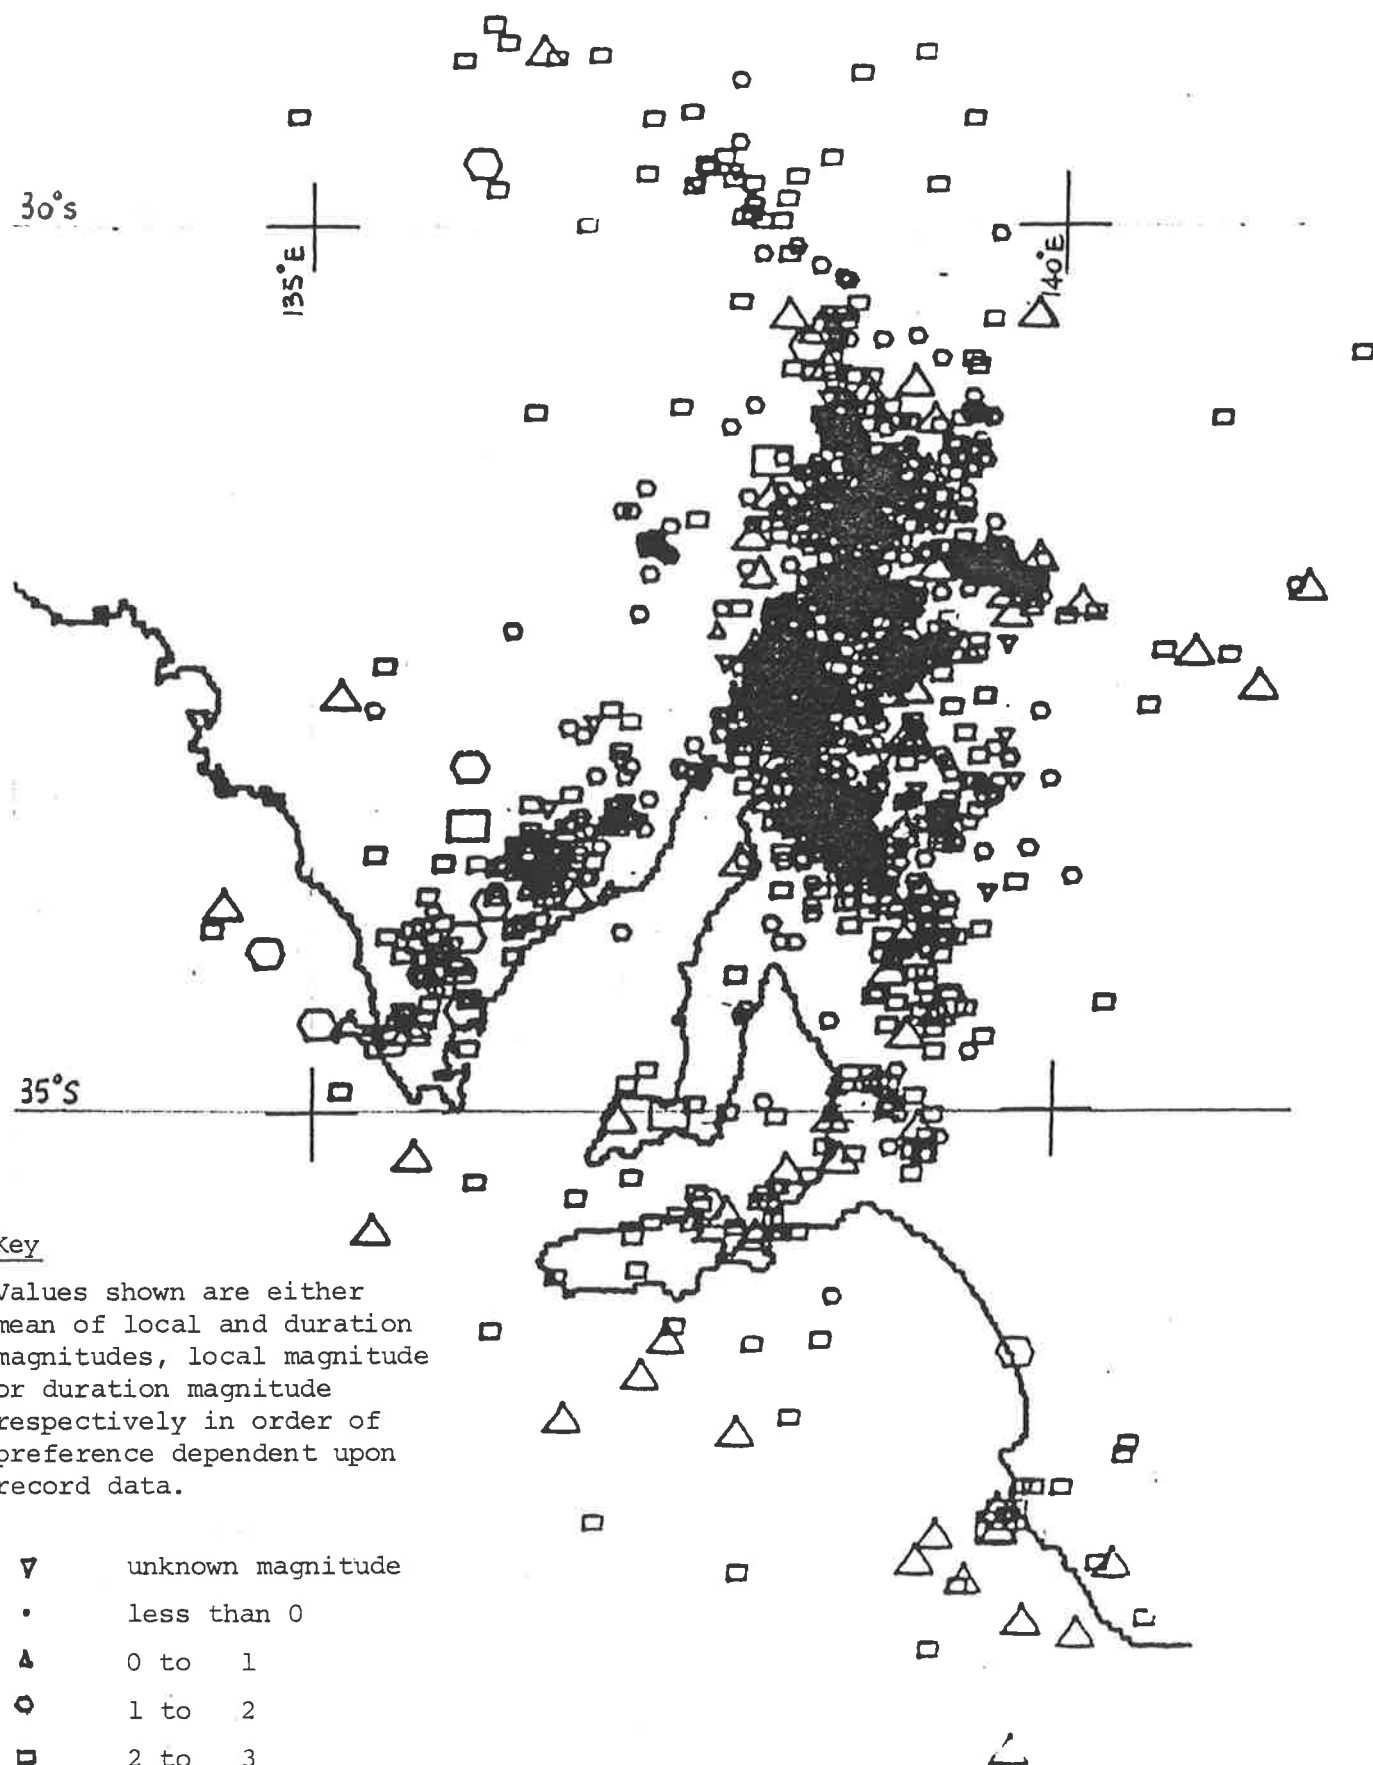 30°S
135°E
140°E
35°S
Key
Values shown are either
mean of local and duration
magnitudes, local magnitude
or duration magnitude
respectively in order of
preference dependent upon
record data.
unknown magnitude
less than 0
0 to 1
1 to 2
2 to 3